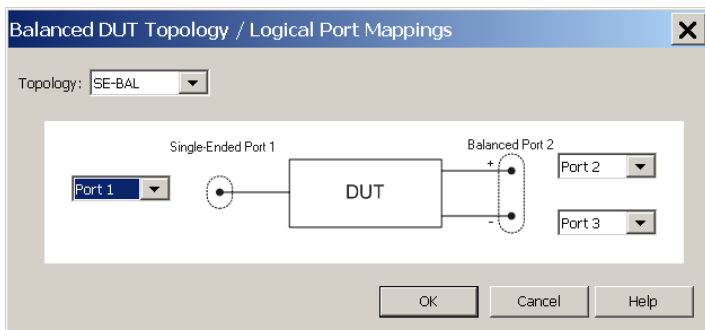 Balanced DUT Topology / Logical Port Mappings
Topology: SE-BAL
Single-Ended Port 1
Balanced Port 2
+
Port 1
DUT
Port 2
-
Port 3
OK
Cancel
Help